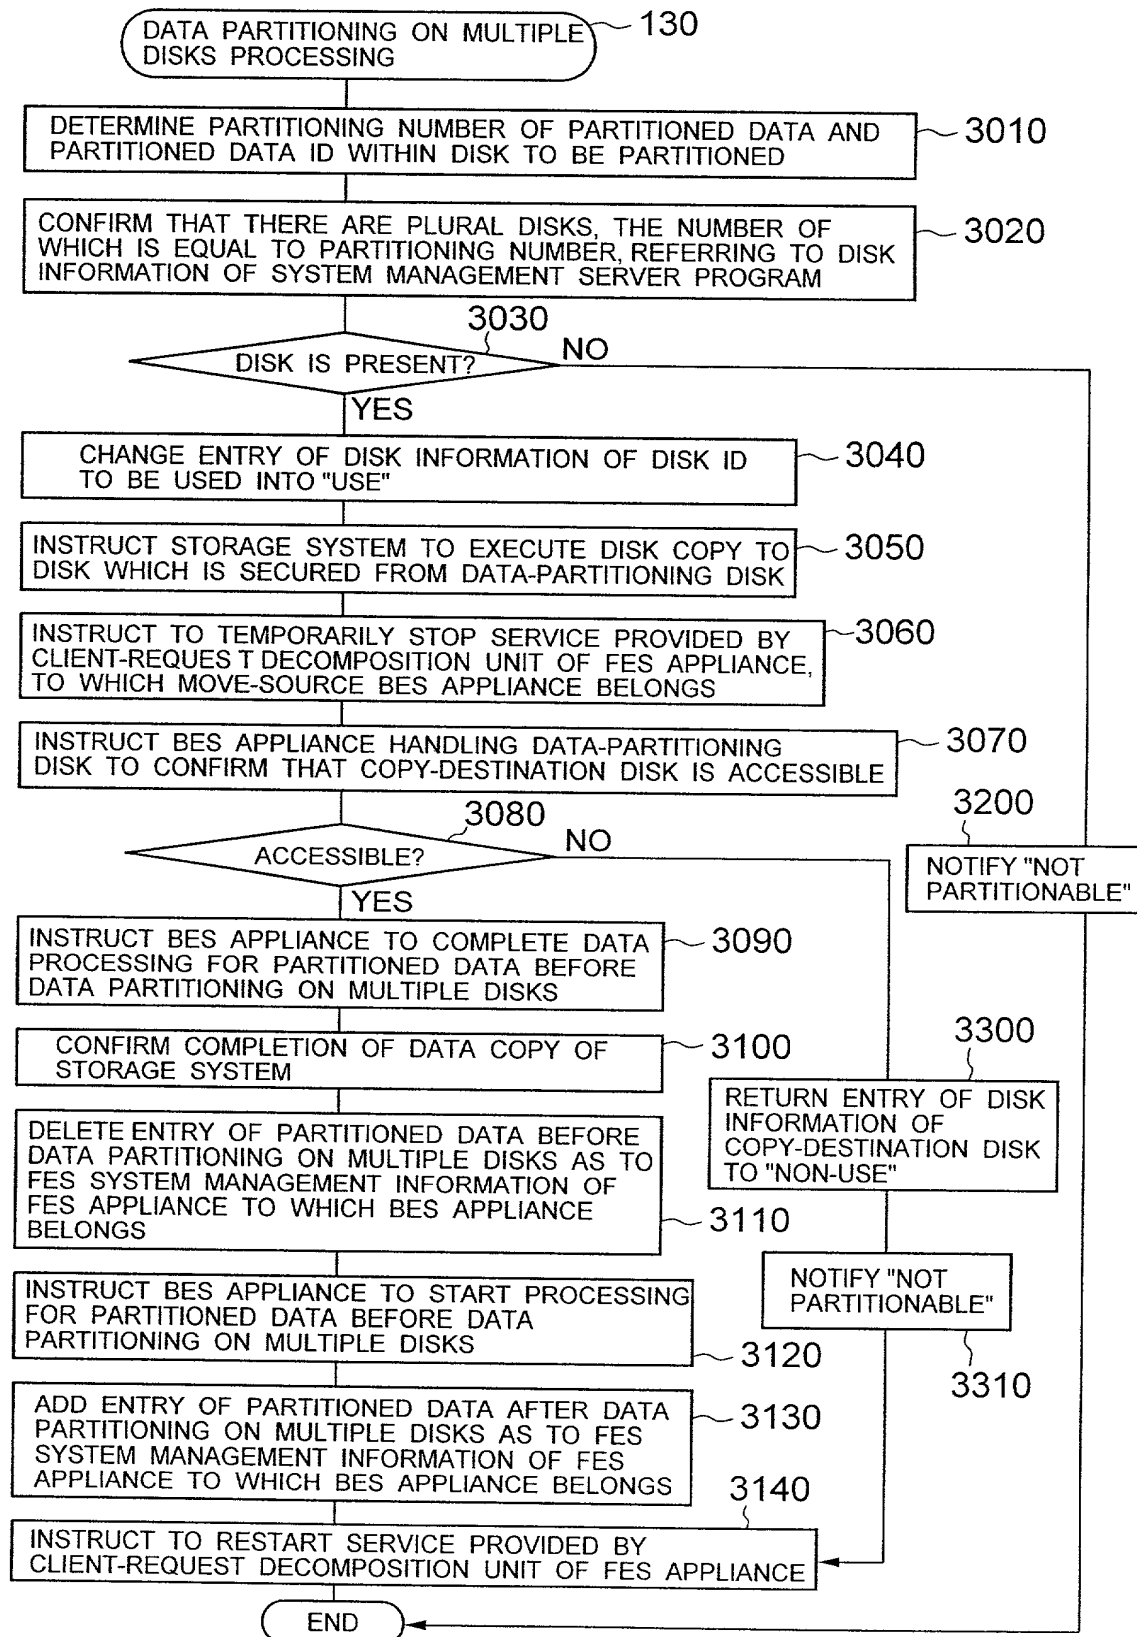 DATA PARTITIONING ON MULTIPLE
DISKS PROCESSING
130
DETERMINE PARTITIONING NUMBER OF PARTITIONED DATA AND
PARTITIONED DATA ID WITHIN DISK TO BE PARTITIONED
3010
CONFIRM THAT THERE ARE PLURAL DISKS, THE NUMBER OF
WHICH IS EQUAL TO PARTITIONING NUMBER, REFERRING TO DISK
INFORMATION OF SYSTEM MANAGEMENT SERVER PROGRAM
3020
3030
DISK IS PRESENT?
NO
YES
CHANGE ENTRY OF DISK INFORMATION OF DISK ID
TO BE USED INTO "USE"
3040
INSTRUCT STORAGE SYSTEM TO EXECUTE DISK COPY TO
DISK WHICH IS SECURED FROM DATA-PARTITIONING DISK
3050
INSTRUCT TO TEMPORARILY STOP SERVICE PROVIDED BY
CLIENT-REQUEST DECOMPOSITION UNIT OF FES APPLIANCE,
TO WHICH MOVE-SOURCE BES APPLIANCE BELONGS
3060
INSTRUCT BES APPLIANCE HANDLING DATA-PARTITIONING
DISK TO CONFIRM THAT COPY-DESTINATION DISK IS ACCESSIBLE
3070
3080
ACCESSIBLE?
NO
YES
3200
NOTIFY "NOT
PARTITIONABLE"
INSTRUCT BES APPLIANCE TO COMPLETE DATA
PROCESSING FOR PARTITIONED DATA BEFORE
DATA PARTITIONING ON MULTIPLE DISKS
3090
CONFIRM COMPLETION OF DATA COPY OF
STORAGE SYSTEM
3100
3300
RETURN ENTRY OF DISK
INFORMATION OF
COPY-DESTINATION DISK
TO "NON-USE"
DELETE ENTRY OF PARTITIONED DATA BEFORE
DATA PARTITIONING ON MULTIPLE DISKS AS TO
FES SYSTEM MANAGEMENT INFORMATION OF
FES APPLIANCE TO WHICH BES APPLIANCE
BELONGS
3110
NOTIFY "NOT
PARTITIONABLE"
3310
INSTRUCT BES APPLIANCE TO START PROCESSING
FOR PARTITIONED DATA BEFORE DATA
PARTITIONING ON MULTIPLE DISKS
3120
ADD ENTRY OF PARTITIONED DATA AFTER DATA
PARTITIONING ON MULTIPLE DISKS AS TO FES
SYSTEM MANAGEMENT INFORMATION OF FES
APPLIANCE TO WHICH BES APPLIANCE BELONGS
3130
3140
INSTRUCT TO RESTART SERVICE PROVIDED BY
CLIENT-REQUEST DECOMPOSITION UNIT OF FES APPLIANCE
END